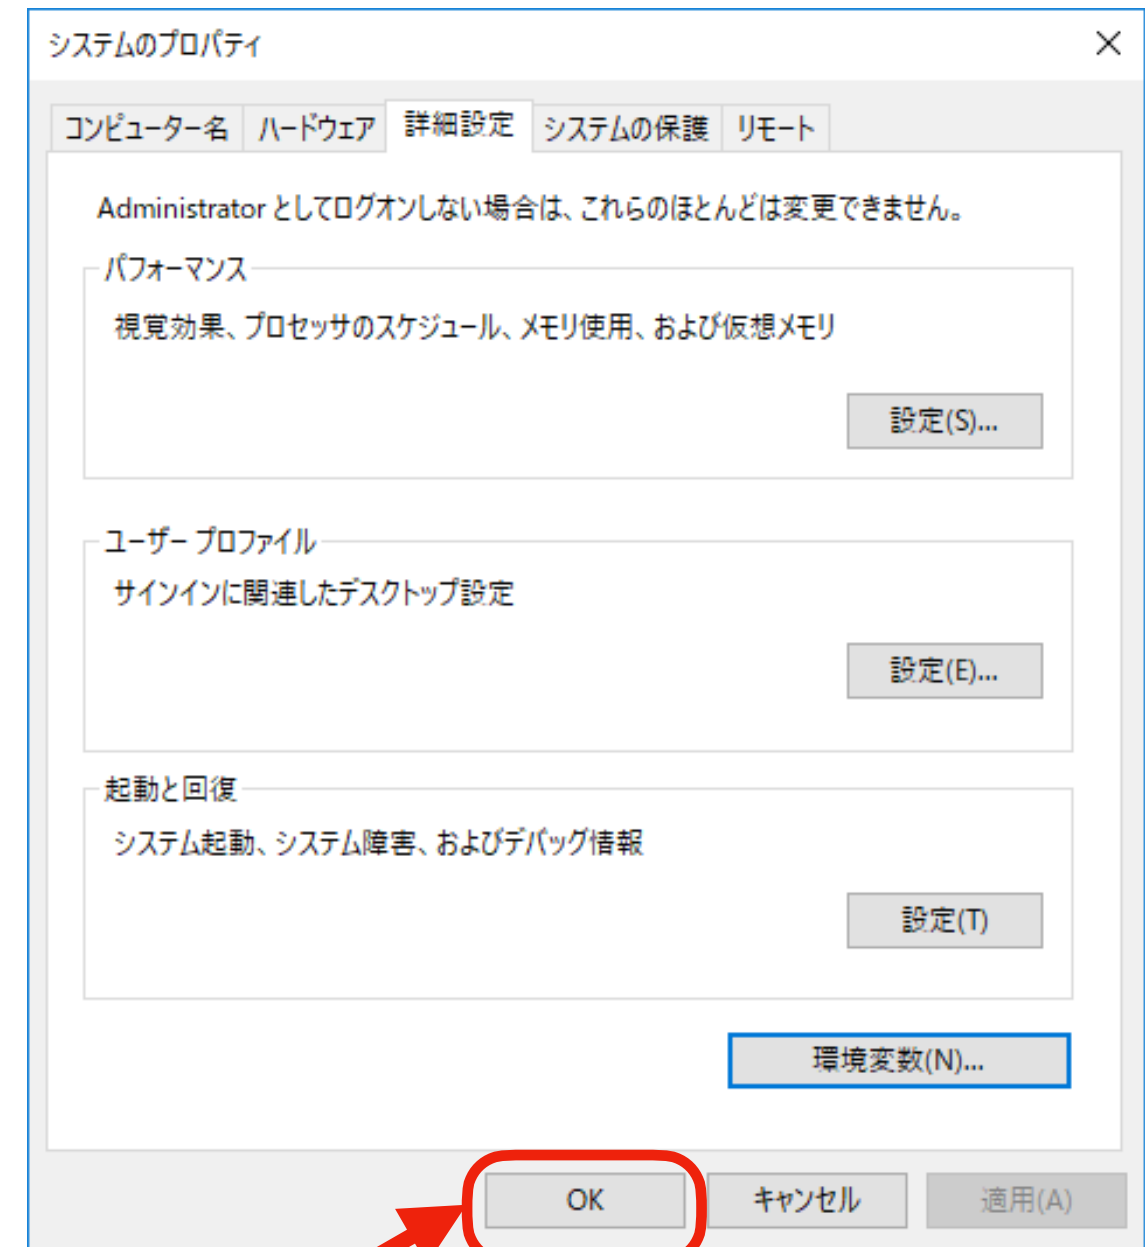 システムのプロパティ
コンピューター名 ハードウェア 詳細設定 システムの保護 リモート
Administrator としてログオンしない場合は、これらのほとんどは変更できません。
パフォーマンス
視覚効果、プロセッサのスケジュール、メモリ使用、および仮想メモリ
設定(S)...
ユーザー プロファイル
サインインに関連したデスクトップ設定
設定(E)...
起動と回復
システム起動、システム障害、およびデバッグ情報
設定(T)
環境変数(N)...
OK キャンセル 適用(A)